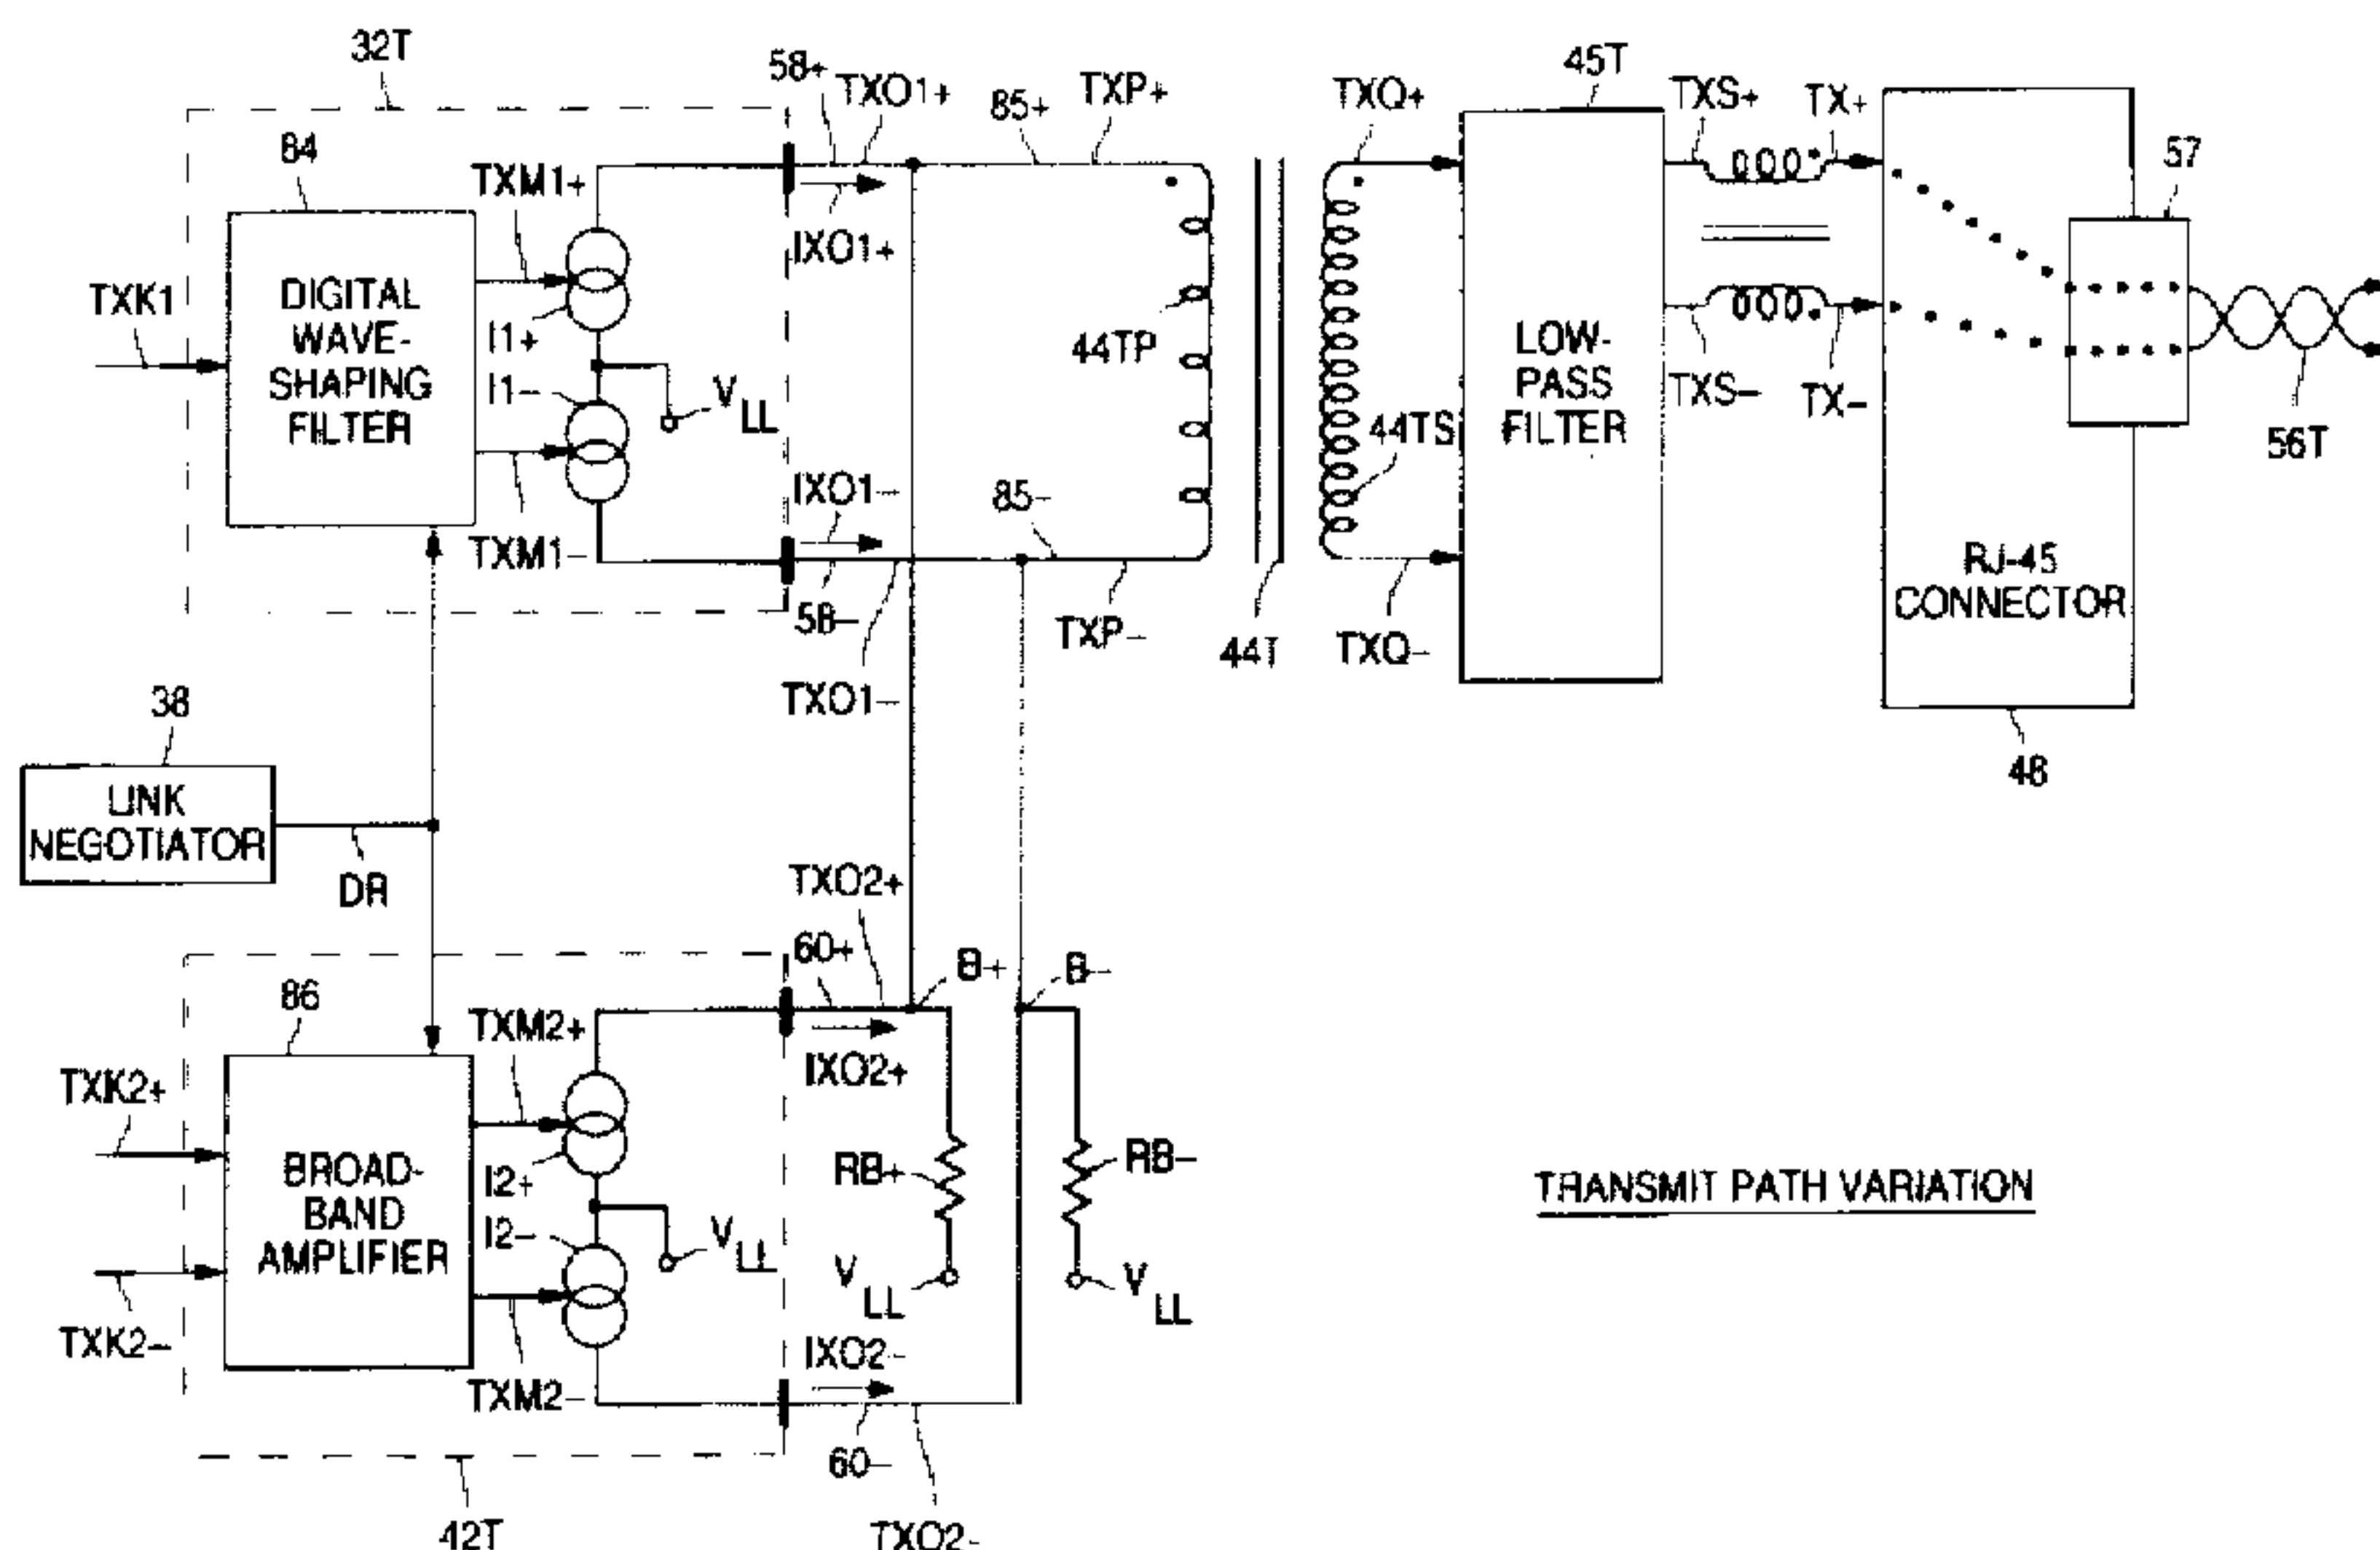 32T
58+
TXO1+
85+
TXP+
TXQ+
45T
TXS+
TX+
84
57
TXM1+
IXO1+
TXK1
DIGITAL
WAVE-
SHAPING
FILTER
I1+
I1-
VLL
44TP
44TS
LOW-
PASS
FILTER
TXS-
TX-
56T
IXO1-
85-
TXM1-
58-
TXP-
44T
TXQ-
RJ-45
CONNECTOR
TXO1-
38
48
LINK
NEGOTIATOR
DR
TXO2+
60+
B+
B-
86
TXM2+
IXO2+
TXK2+
BROAD-
BAND
AMPLIFIER
I2+
I2-
VLL
RB+
RB-
TRANSMIT PATH VARIATION
VLL
VLL
TXK2-
IXO2-
TXM2-
60-
42T
TXO2-